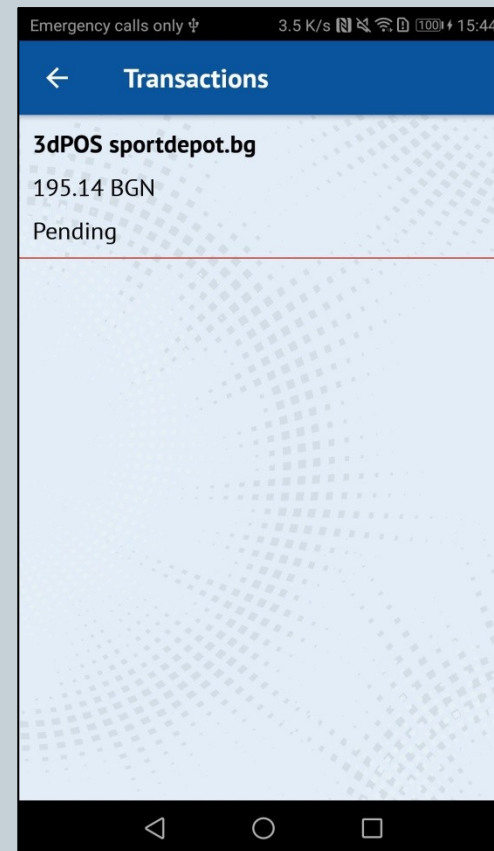 Emergency calls only 3.5 K/s 100 15:44
Transactions
3dPOS sportdepot.bg
195.14 BGN
Pending